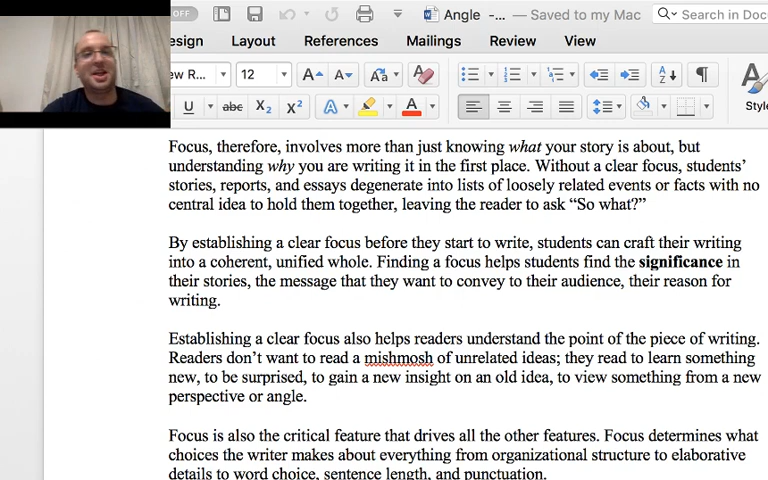 OFF
Angle -... — Saved to my Mac
Search in Doc
esign Layout References Mailings Review View
ew R... 12 A A Aa A A Z
U abc X2 X2 A A
Style
Focus, therefore, involves more than just knowing what your story is about, but
understanding why you are writing it in the first place. Without a clear focus, students’
stories, reports, and essays degenerate into lists of loosely related events or facts with no
central idea to hold them together, leaving the reader to ask “So what?”
By establishing a clear focus before they start to write, students can craft their writing
into a coherent, unified whole. Finding a focus helps students find the significance in
their stories, the message that they want to convey to their audience, their reason for
writing.
Establishing a clear focus also helps readers understand the point of the piece of writing.
Readers don’t want to read a mishmosh of unrelated ideas; they read to learn something
new, to be surprised, to gain a new insight on an old idea, to view something from a new
perspective or angle.
Focus is also the critical feature that drives all the other features. Focus determines what
choices the writer makes about everything from organizational structure to elaborative
details to word choice, sentence length, and punctuation.